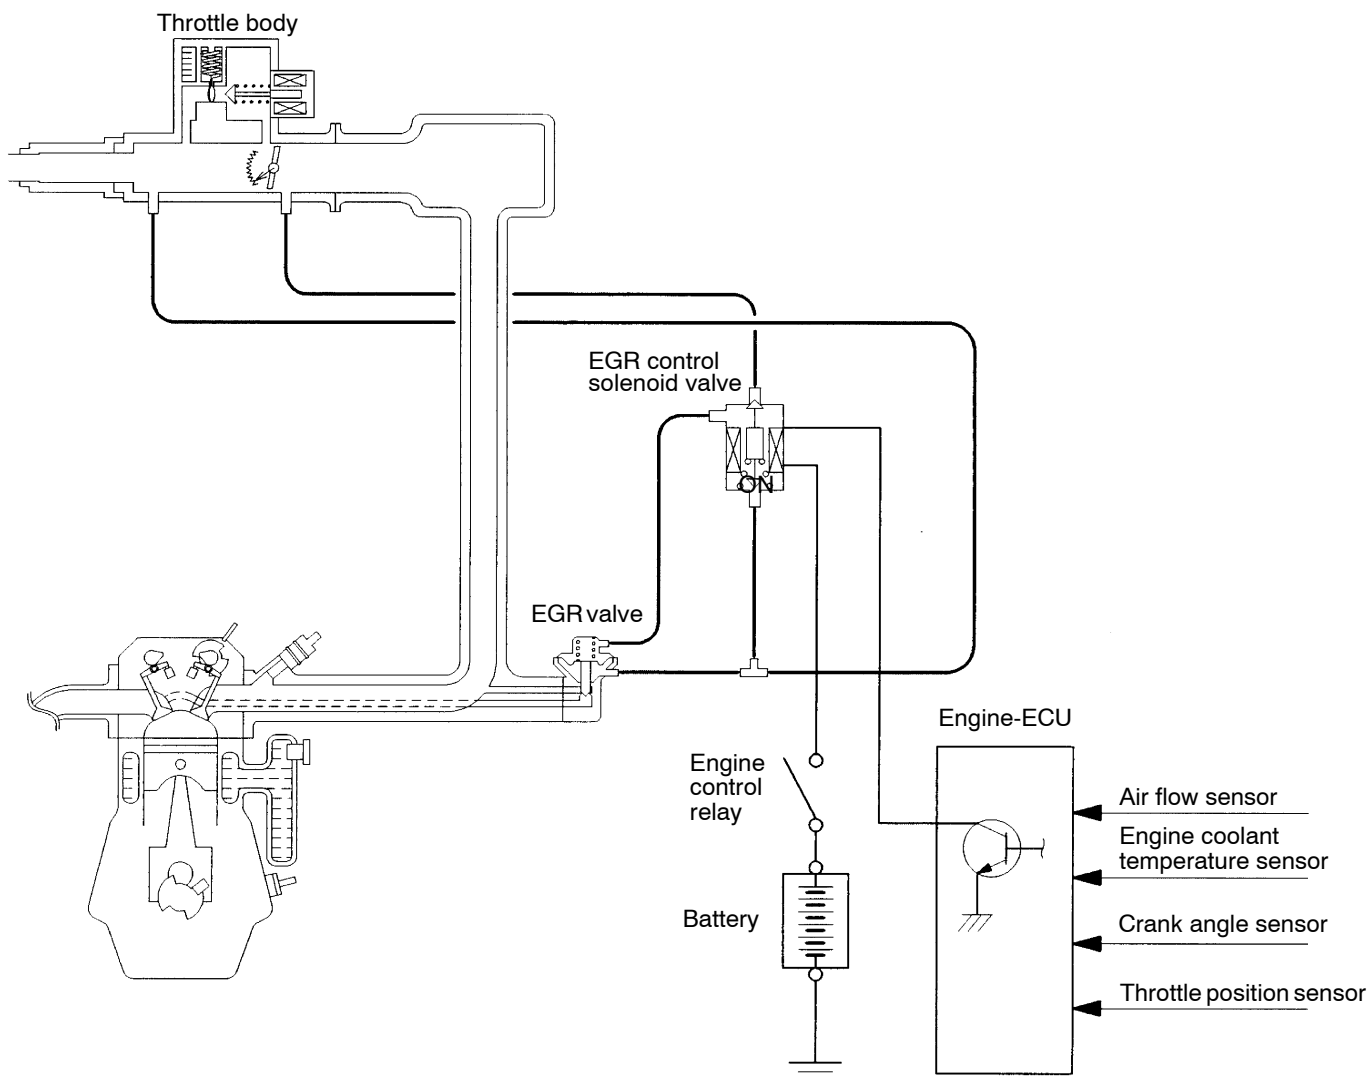 Throttle body
EGR control
solenoid valve
ON
EGR valve
Engine-ECU
Engine
control
relay
Air flow sensor
Engine coolant
temperature sensor
Battery
Crank angle sensor
Throttle position sensor